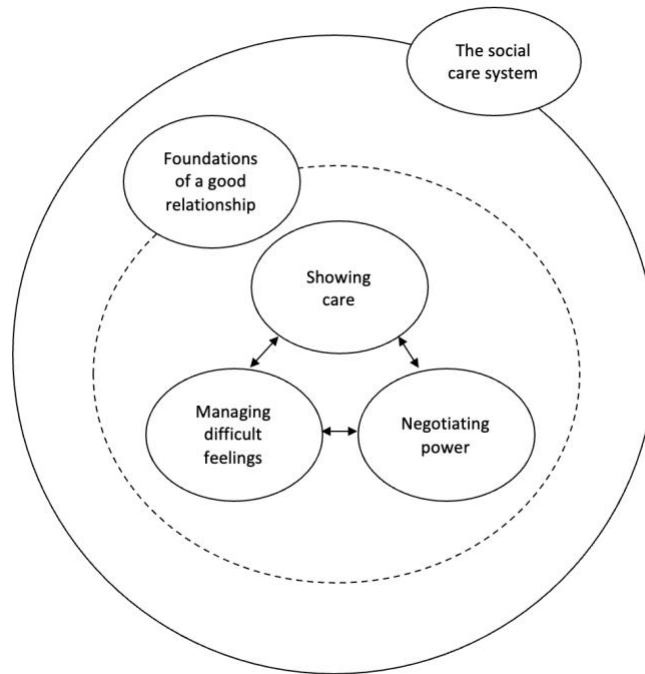 The social
care system
Foundations
of a good
relationship
Showing
care
Managing
difficult
feelings
Negotiating
power